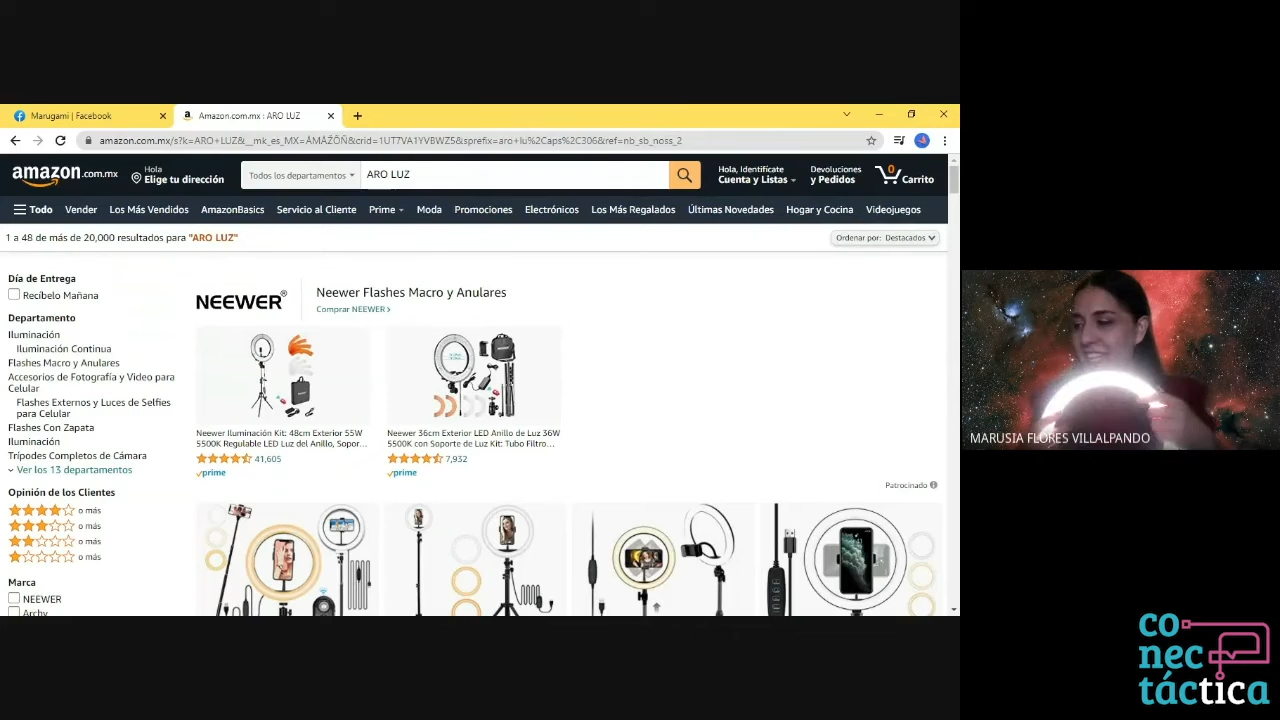 Marugami | Facebook
Amazon.com.mx : ARO LUZ
amazon.com.mx/s?k=ARO+LUZ&__mk_es_MX=ÅMÅŽÕÑ&crid=1UT7VA1YVBWZ5&sprefix=aro+lu%2Caps%2C306&ref=nb_sb_noss_2
amazon.com.mx
Hola
Elige tu dirección
Todos los departamentos
ARO LUZ
Hola, Identifícate
Cuenta y Listas
Devoluciones
y Pedidos
0
Carrito
Todo
Vender
Los Más Vendidos
AmazonBasics
Servicio al Cliente
Prime
Moda
Promociones
Electrónicos
Los Más Regalados
Últimas Novedades
Hogar y Cocina
Videojuegos
1 a 48 de más de 20,000 resultados para "ARO LUZ"
Ordenar por: Destacados
Día de Entrega
Recíbelo Mañana
Departamento
Iluminación
Iluminación Continua
Flashes Macro y Anulares
Accesorios de Fotografía y Video para
Celular
Flashes Externos y Luces de Selfies
para Celular
Flashes Con Zapata
Iluminación
Trípodes Completos de Cámara
Ver los 13 departamentos
Opinión de los Clientes
o más
o más
o más
o más
Marca
NEEWER
Archy
NEEWER®
Neewer Flashes Macro y Anulares
Comprar NEEWER ›
Neewer Iluminación Kit: 48cm Exterior 55W
5500K Regulable LED Luz del Anillo, Sopor...
41,605
prime
Neewer 36cm Exterior LED Anillo de Luz 36W
5500K con Soporte de Luz Kit: Tubo Filtro...
7,932
prime
Patrocinado
MARUSIA FLORES VILLALPANDO
co
nec
táctica